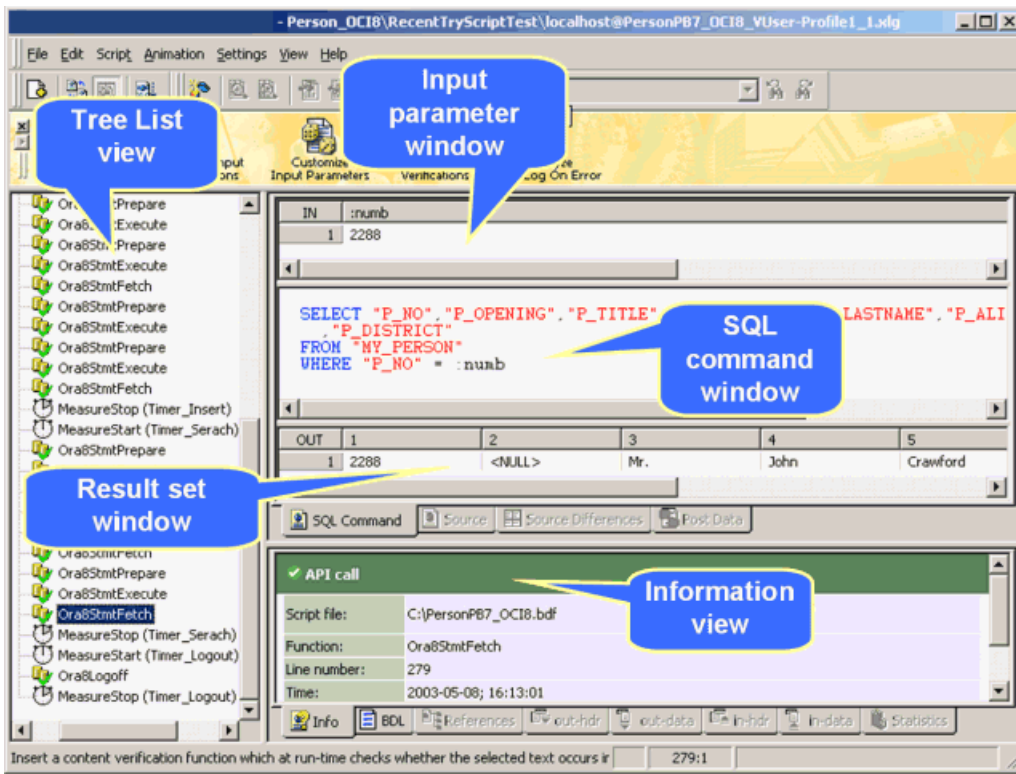 - Person_OCI8\RecentTryScriptTest\localhost@PersonPB7_OCI8_VUser-Profile1_1.xlg
File Edit Script Animation Settings View Help
Tree List
view
Input
parameter
window
Customize
Input Parameters
Verifications
Log On Error
Ora8StmtExecute
Ora8StmtPrepare
Ora8StmtExecute
Ora8StmtFetch
Ora8StmtPrepare
Ora8StmtExecute
Ora8StmtPrepare
Ora8StmtExecute
Ora8StmtFetch
MeasureStop (Timer_Insert)
MeasureStart (Timer_Serach)
Ora8StmtPrepare
Result set
window
Ora8StmtFetch
Ora8StmtPrepare
Ora8StmtExecute
Ora8StmtFetch
MeasureStop (Timer_Serach)
MeasureStart (Timer_Logout)
Ora8Logoff
MeasureStop (Timer_Logout)
IN :numb
1 2288
SELECT "P_NO","P_OPENING","P_TITLE" LASTNAME","P_ALI
,"P_DISTRICT"
FROM "MY_PERSON"
WHERE "P_NO" = :numb
SQL
command
window
OUT 1 2 3 4 5
1 2288 <NULL> Mr. John Crawford
SQL Command Source Source Differences Post Data
API call
Script file: C:\PersonPB7_OCI8.bdf
Function: Ora8StmtFetch
Line number: 279
Time: 2003-05-08; 16:13:01
Information
view
Info BDL References out-hdr out-data in-hdr in-data Statistics
Insert a content verification function which at run-time checks whether the selected text occurs ir 279:1